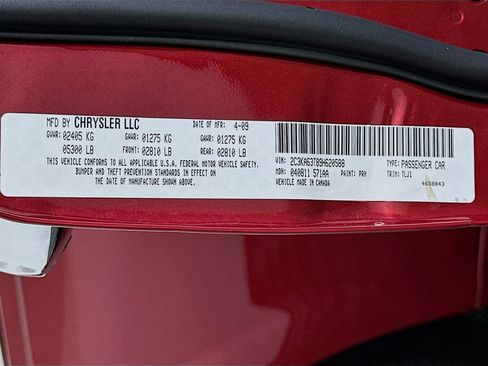 MFD BY CHRYSLER LLC DATE OF MFR 4-09
GVWR: 02405 KG GAWR: 01275 KG GAWR: 01275 KG
05300 LB FRONT: 02810 LB REAR: 02810 LB
THIS VEHICLE CONFORMS TO ALL APPLICABLE U.S.A. FEDERAL MOTOR VEHICLE SAFETY,
BUMPER AND THEFT PREVENTION STANDARDS IN EFFECT ON
THE DATE OF MANUFACTURE SHOWN ABOVE.
VIN: 2C3KA63T89H620588 TYPE: PASSENGER CAR
MDH: 040811 571AA PAINT: PRH TRIM: TLJ1
VEHICLE MADE IN CANADA 4658843